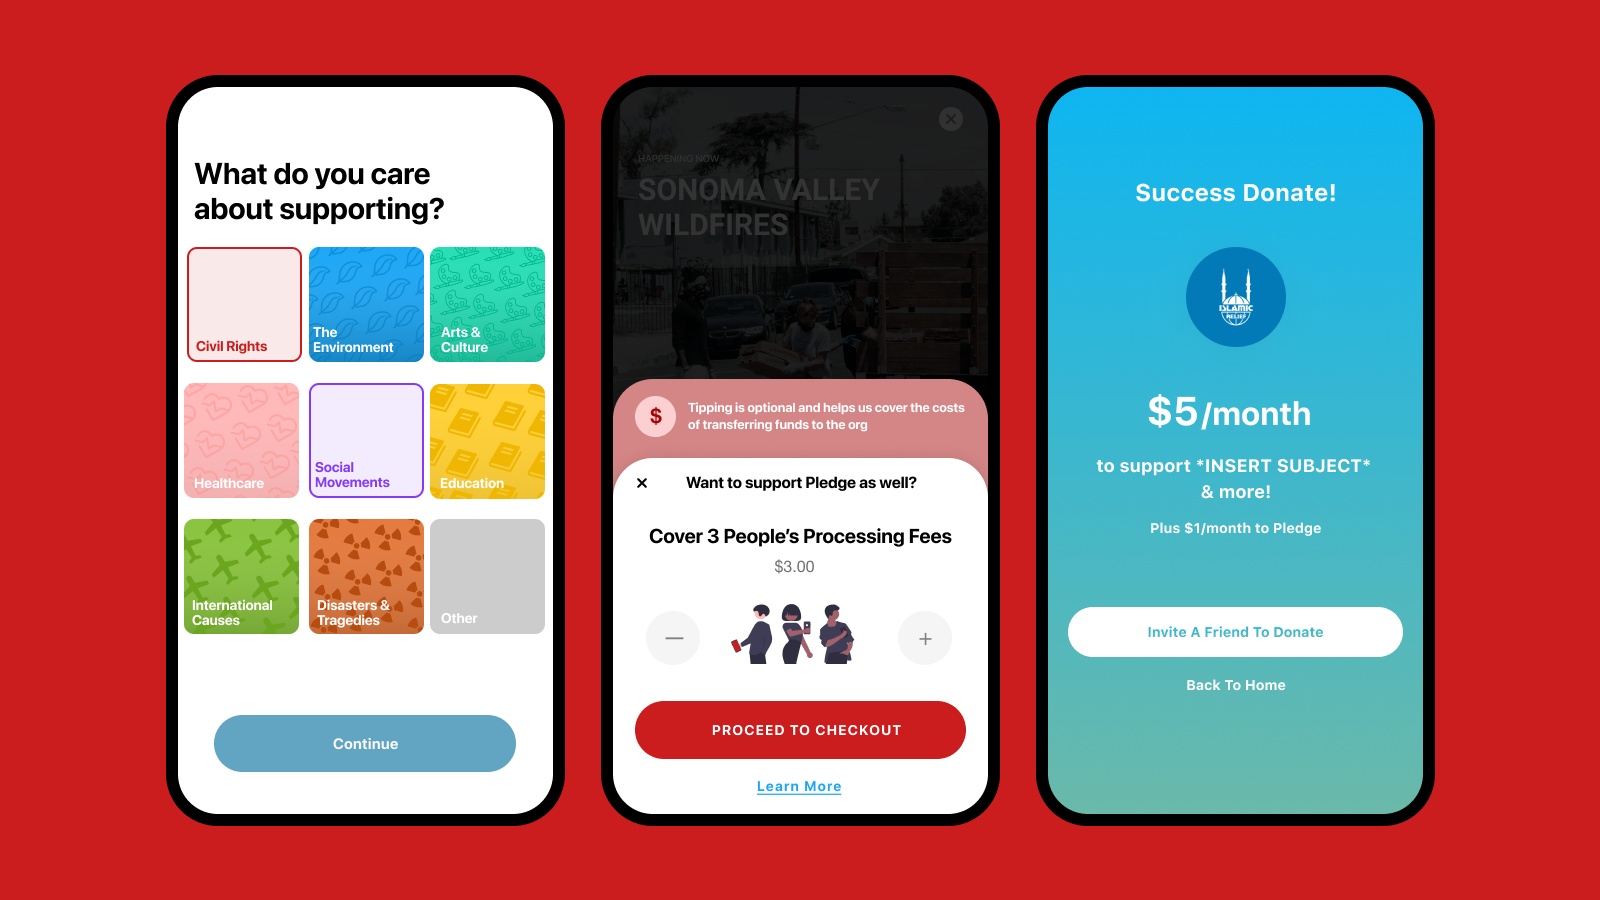 What do you care
about supporting?
Civil Rights
The
Environment
Arts &
Culture
Healthcare
Social
Movements
Education
International
Causes
Disasters &
Tragedies
Other
Continue
HAPPENING NOW
SONOMA VALLEY
WILDFIRES
$
Tipping is optional and helps us cover the costs
of transferring funds to the org
Want to support Pledge as well?
Cover 3 People’s Processing Fees
$3.00
PROCEED TO CHECKOUT
Learn More
Success Donate!
ISLAMIC
RELIEF
$5/month
to support *INSERT SUBJECT*
& more!
Plus $1/month to Pledge
Invite A Friend To Donate
Back To Home